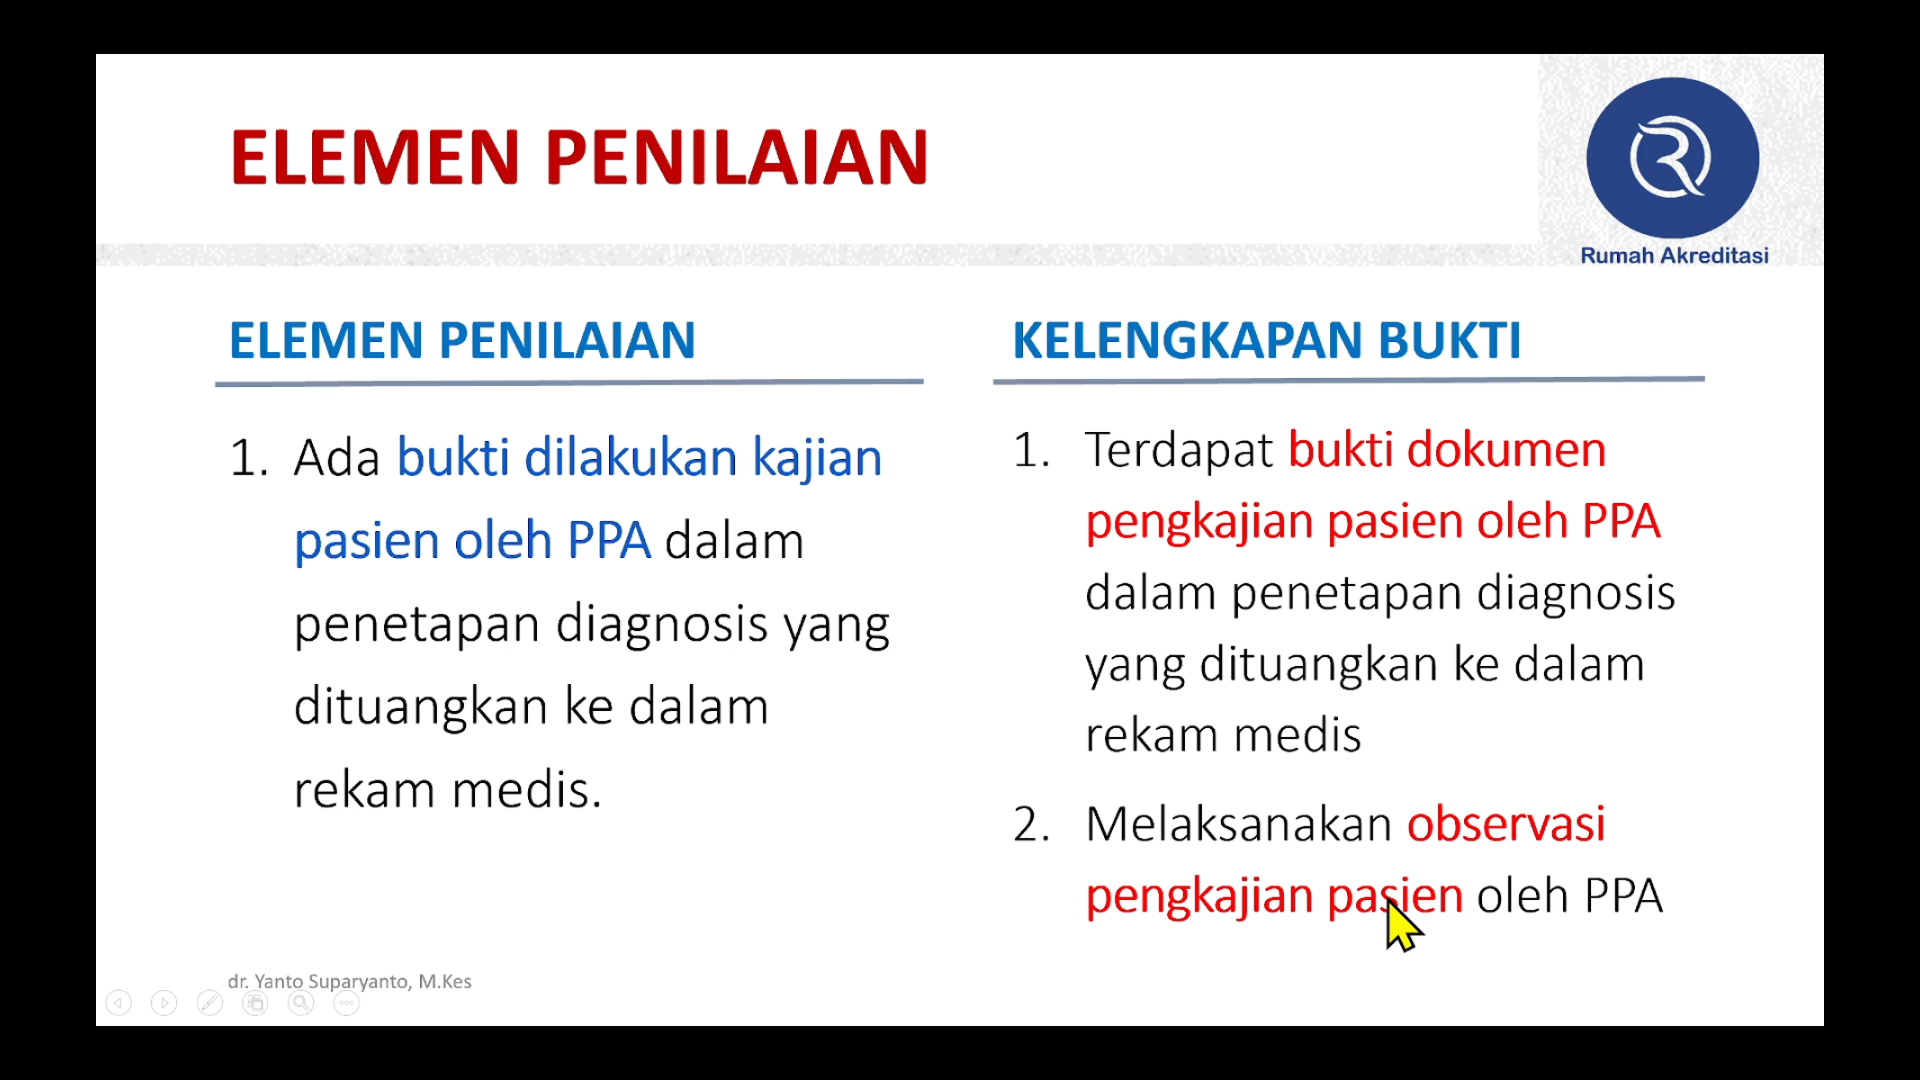 ELEMEN PENILAIAN
Rumah Akreditasi
ELEMEN PENILAIAN
1. Ada bukti dilakukan kajian
pasien oleh PPA dalam
penetapan diagnosis yang
dituangkan ke dalam
rekam medis.
KELENGKAPAN BUKTI
1. Terdapat bukti dokumen
pengkajian pasien oleh PPA
dalam penetapan diagnosis
yang dituangkan ke dalam
rekam medis
2. Melaksanakan observasi
pengkajian pasien oleh PPA
dr. Yanto Suparyanto, M.Kes